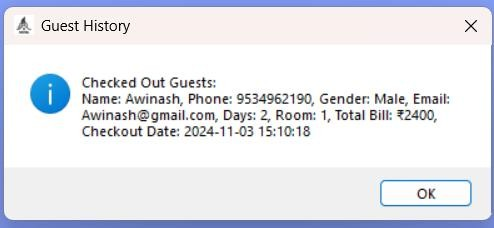 Guest History
Checked Out Guests:
Name: Awinash, Phone: 9534962190, Gender: Male, Email:
Awinash@gmail.com, Days: 2, Room: 1, Total Bill: ₹2400,
Checkout Date: 2024-11-03 15:10:18
OK